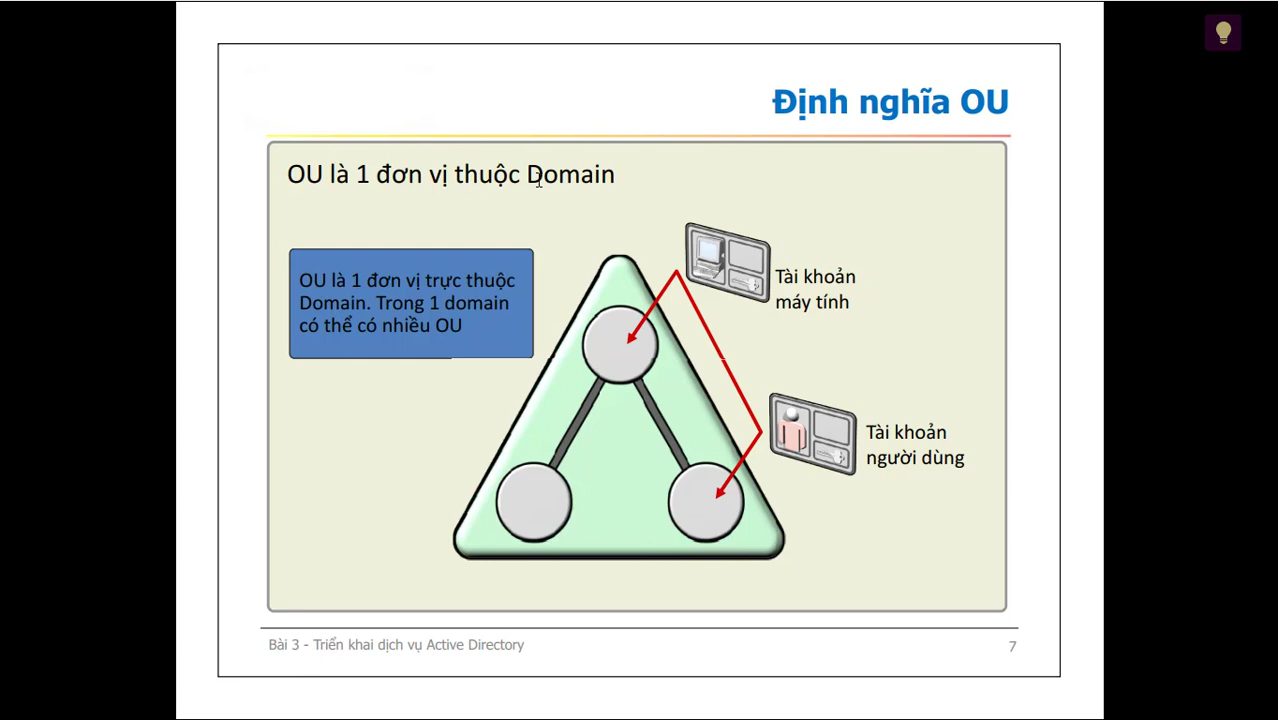 Định nghĩa OU
OU là 1 đơn vị thuộc Domain
OU là 1 đơn vị trực thuộc
Domain. Trong 1 domain
có thể có nhiều OU
Tài khoản
máy tính
Tài khoản
người dùng
Bài 3 - Triển khai dịch vụ Active Directory
7